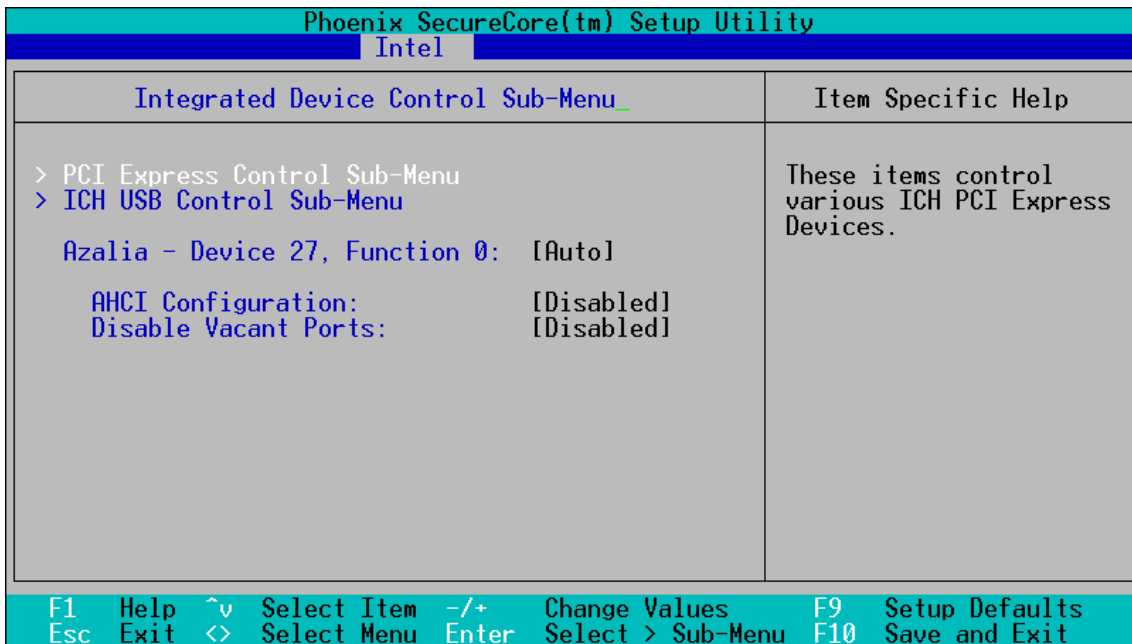 Phoenix SecureCore(tm) Setup Utility
Intel
Integrated Device Control Sub-Menu_
Item Specific Help
> PCI Express Control Sub-Menu
> ICH USB Control Sub-Menu
Azalia - Device 27, Function 0: [Auto]
AHCI Configuration: [Disabled]
Disable Vacant Ports: [Disabled]
These items control
various ICH PCI Express
Devices.
F1 Help ^v Select Item -/+ Change Values F9 Setup Defaults
Esc Exit <> Select Menu Enter Select > Sub-Menu F10 Save and Exit